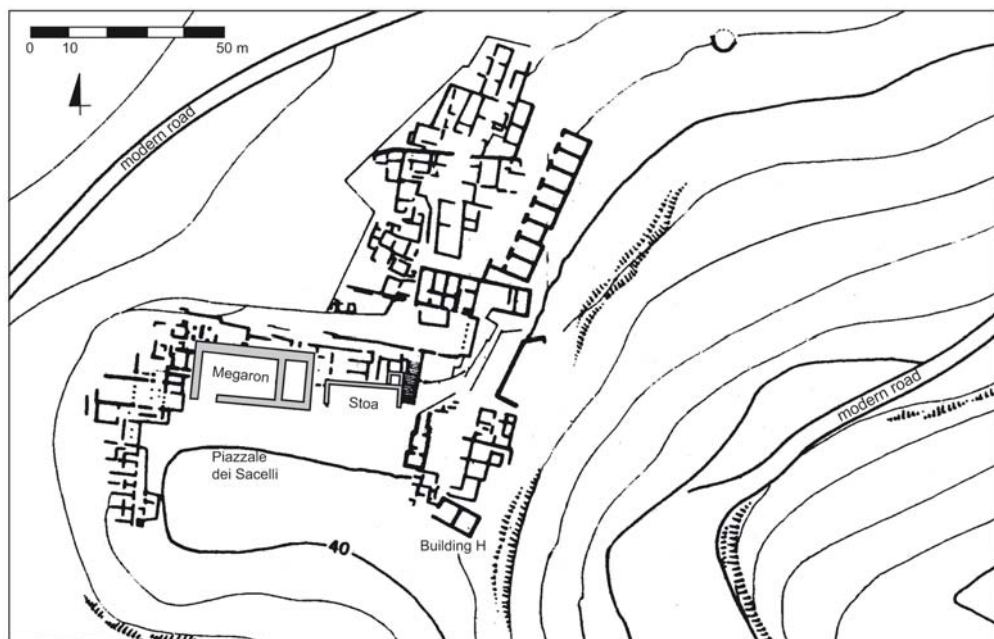 0 10 50 m
modern road
Megaron
Stoa
Piazzale
dei Sacelli
modern road
40
Building H